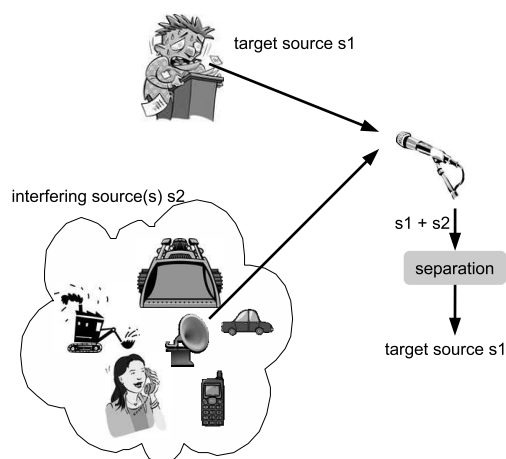 target source s1
interfering source(s) s2
s1 + s2
separation
target source s1